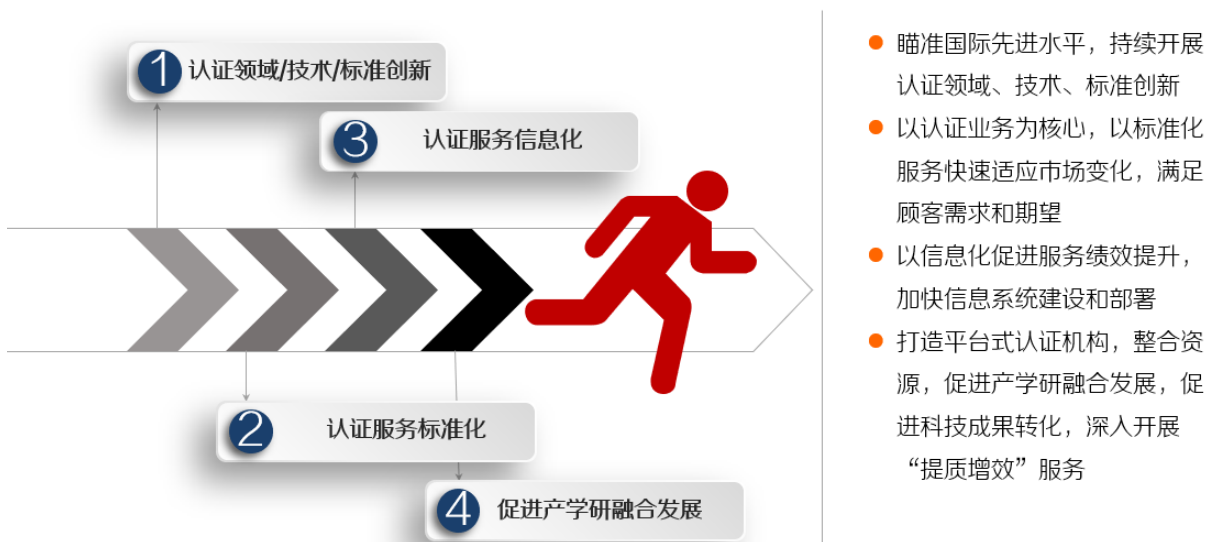 1 认证领域/技术/标准创新
3 认证服务信息化
2 认证服务标准化
4 促进产学研融合发展
瞄准国际先进水平，持续开展
认证领域、技术、标准创新
以认证业务为核心，以标准化
服务快速适应市场变化，满足
顾客需求和期望
以信息化促进服务绩效提升，
加快信息系统建设和部署
打造平台式认证机构，整合资
源，促进产学研融合发展，促
进科技成果转化，深入开展
“提质增效”服务